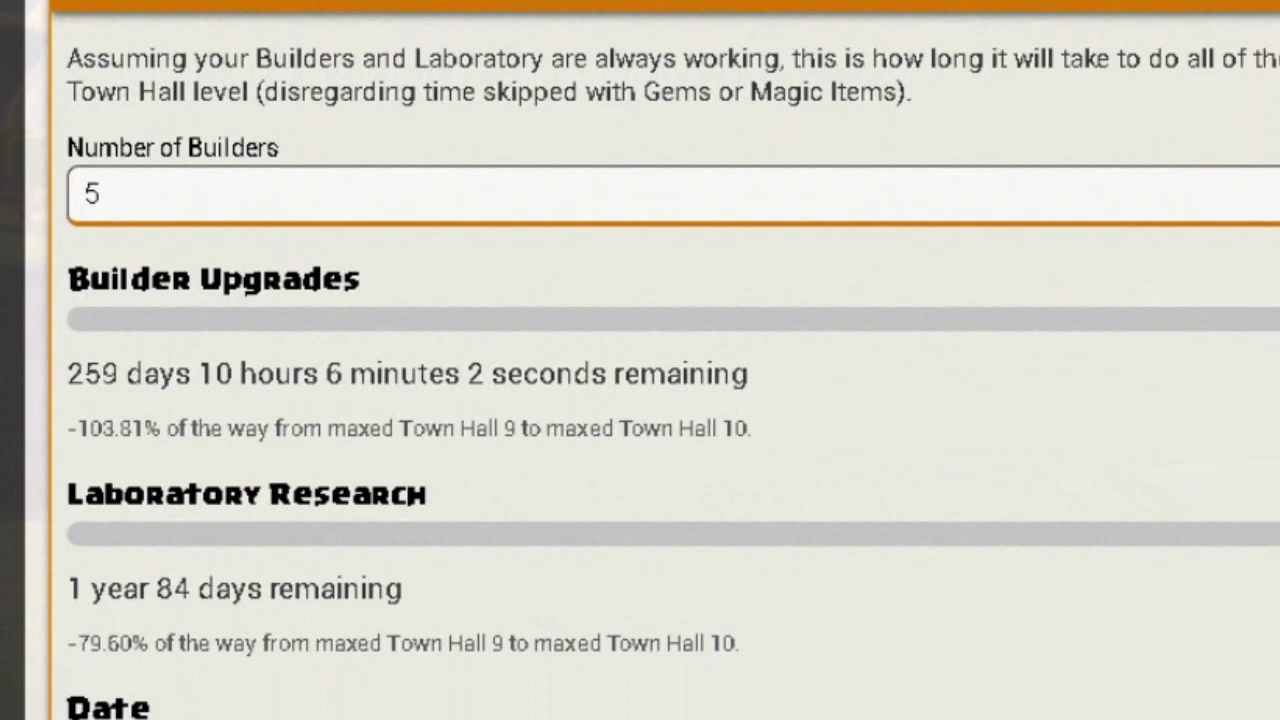 Assuming your Builders and Laboratory are always working, this is how long it will take to do all of
Town Hall level (disregarding time skipped with Gems or Magic Items).
Number of Builders
5
Builder Upgrades
259 days 10 hours 6 minutes 2 seconds remaining
-103.81% of the way from maxed Town Hall 9 to maxed Town Hall 10.
Laboratory Research
1 year 84 days remaining
-79.60% of the way from maxed Town Hall 9 to maxed Town Hall 10.
Date